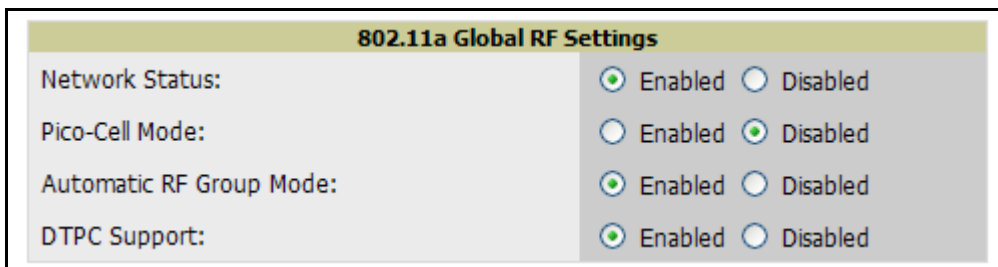 802.11a Global RF Settings
Network Status: Enabled Disabled
Pico-Cell Mode: Enabled Disabled
Automatic RF Group Mode: Enabled Disabled
DTPC Support: Enabled Disabled